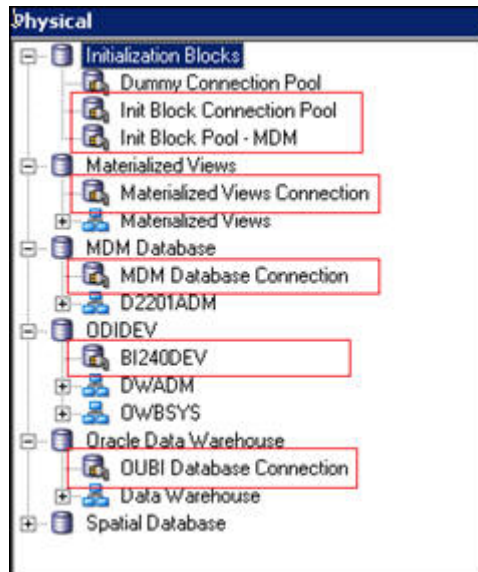 Physical
Initialization Blocks
Dummy Connection Pool
Init Block Connection Pool
Init Block Pool - MDM
Materialized Views
Materialized Views Connection
Materialized Views
MDM Database
MDM Database Connection
D2201ADM
ODIDEV
BI240DEV
DWADM
OWBSYS
Oracle Data Warehouse
OUBI Database Connection
Data Warehouse
Spatial Database